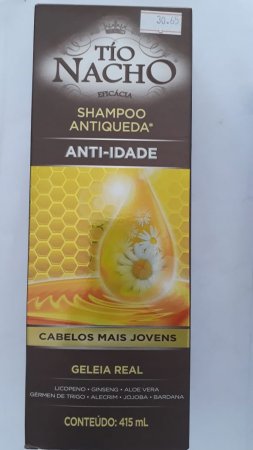 30.65
TÍO
NACHO
EFICÁCIA
SHAMPOO
ANTIQUEDA*
ANTI-IDADE
CABELOS MAIS JOVENS
GELEIA REAL
LICOPENO • GINSENG • ALOE VERA
GÉRMEN DE TRIGO • ALECRIM • JOJOBA • BARDANA
CONTEÚDO: 415 mL